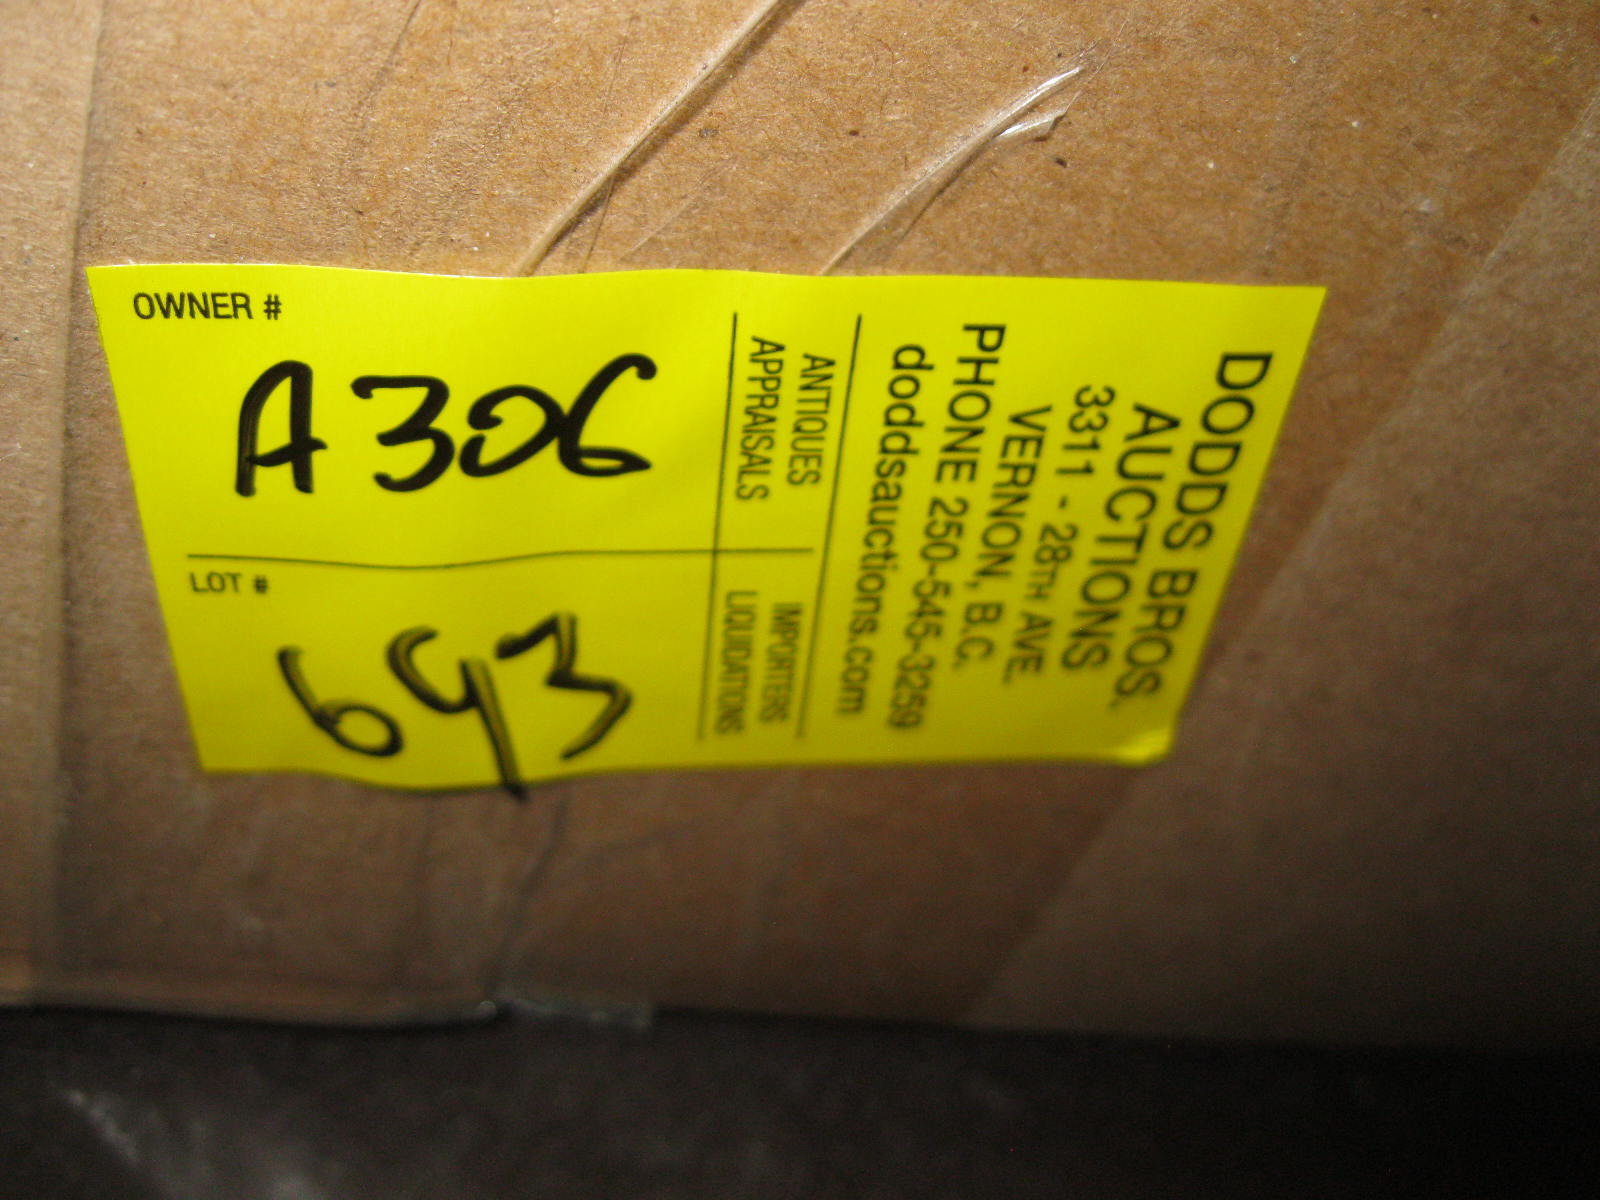 DODDS BROS.
AUCTIONS
3311 - 28TH AVE.
VERNON, B.C.
PHONE 250-545-3259
doddsauctions.com
ANTIQUES
APPRAISALS
IMPORTERS
LIQUIDATIONS
OWNER #
A306
LOT #
693